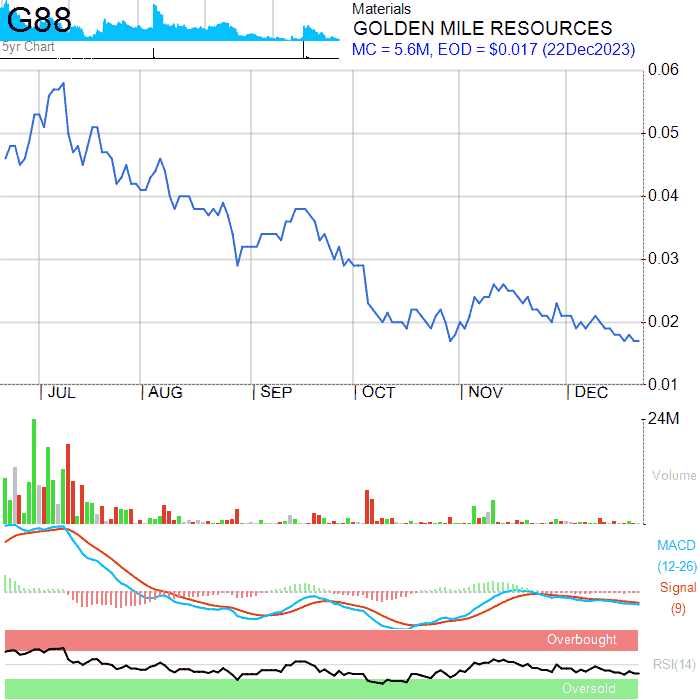 G88
5yr Chart
Materials
GOLDEN MILE RESOURCES
MC = 5.6M, EOD = $0.017 (22Dec2023)
0.06
0.05
0.04
0.03
0.02
0.01
JUL AUG SEP OCT NOV DEC
24M
Volume
MACD
(12-26)
Signal
(9)
Overbought
RSI(14)
Oversold